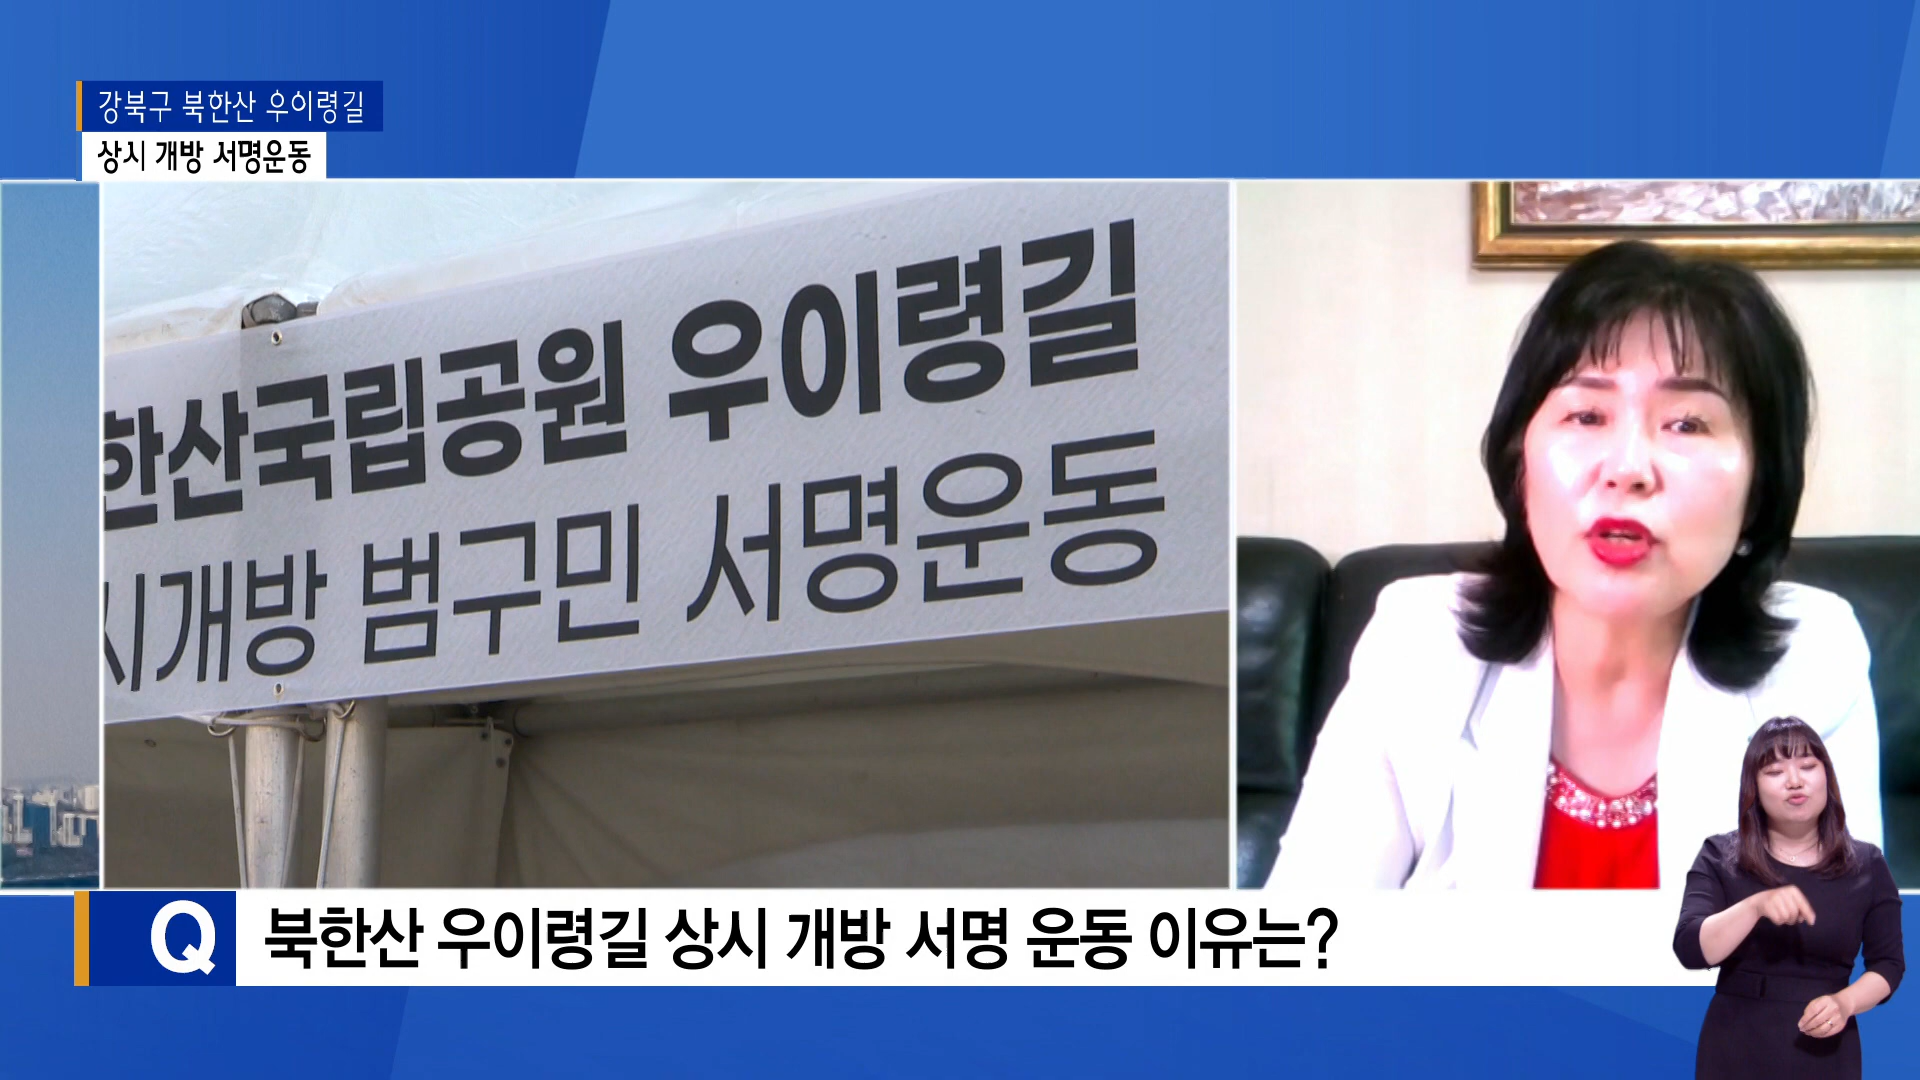 강북구 북한산 우이령길
상시 개방 서명운동
한산국립공원 우이령길
시개방 범구민 서명운동
Q 북한산 우이령길 상시 개방 서명 운동 이유는?